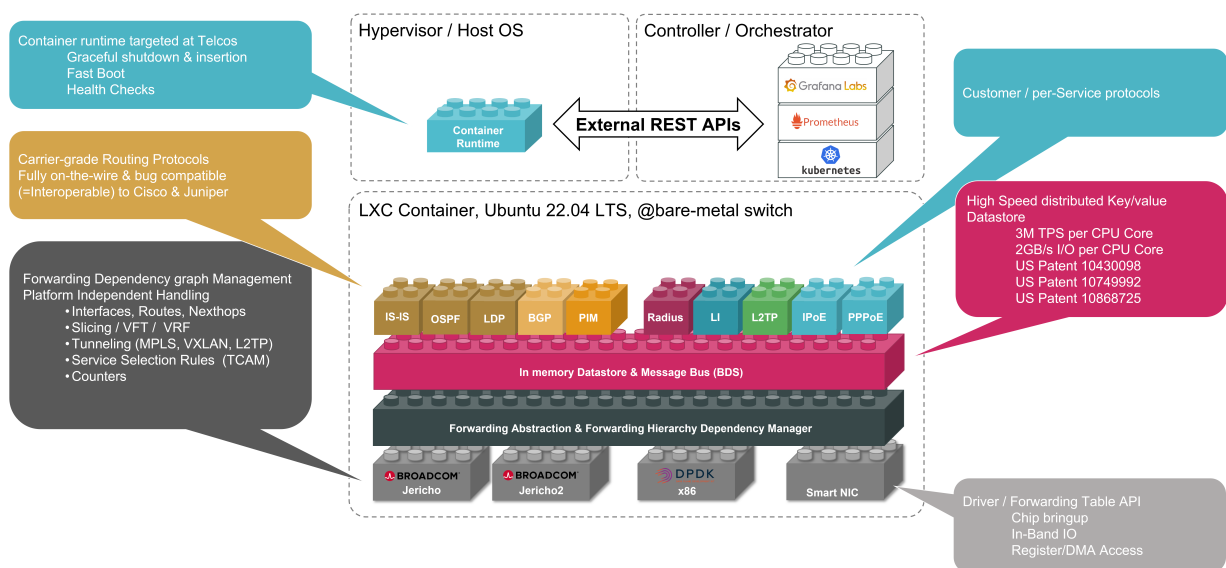 Container runtime targeted at Telcos
Graceful shutdown & insertion
Fast Boot
Health Checks
Hypervisor / Host OS
Container
Runtime
External REST APIs
Controller / Orchestrator
Grafana Labs
Prometheus
kubernetes
Customer / per-Service protocols
Carrier-grade Routing Protocols
Fully on-the-wire & bug compatible
(=Interoperable) to Cisco & Juniper
High Speed distributed Key/value
Datastore
3M TPS per CPU Core
2GB/s I/O per CPU Core
US Patent 10430098
US Patent 10749992
US Patent 10868725
Forwarding Dependency graph Management
Platform Independent Handling
•Interfaces, Routes, Nexthops
•Slicing / VFT / VRF
•Tunneling (MPLS, VXLAN, L2TP)
•Service Selection Rules (TCAM)
•Counters
LXC Container, Ubuntu 22.04 LTS, @bare-metal switch
IS-IS
OSPF
LDP
BGP
PIM
Radius
LI
L2TP
IPoE
PPPoE
In memory Datastore & Message Bus (BDS)
Forwarding Abstraction & Forwarding Hierarchy Dependency Manager
BROADCOM
Jericho
BROADCOM
Jericho2
DPDK
x86
Smart NIC
Driver / Forwarding Table API
Chip bringup
In-Band IO
Register/DMA Access